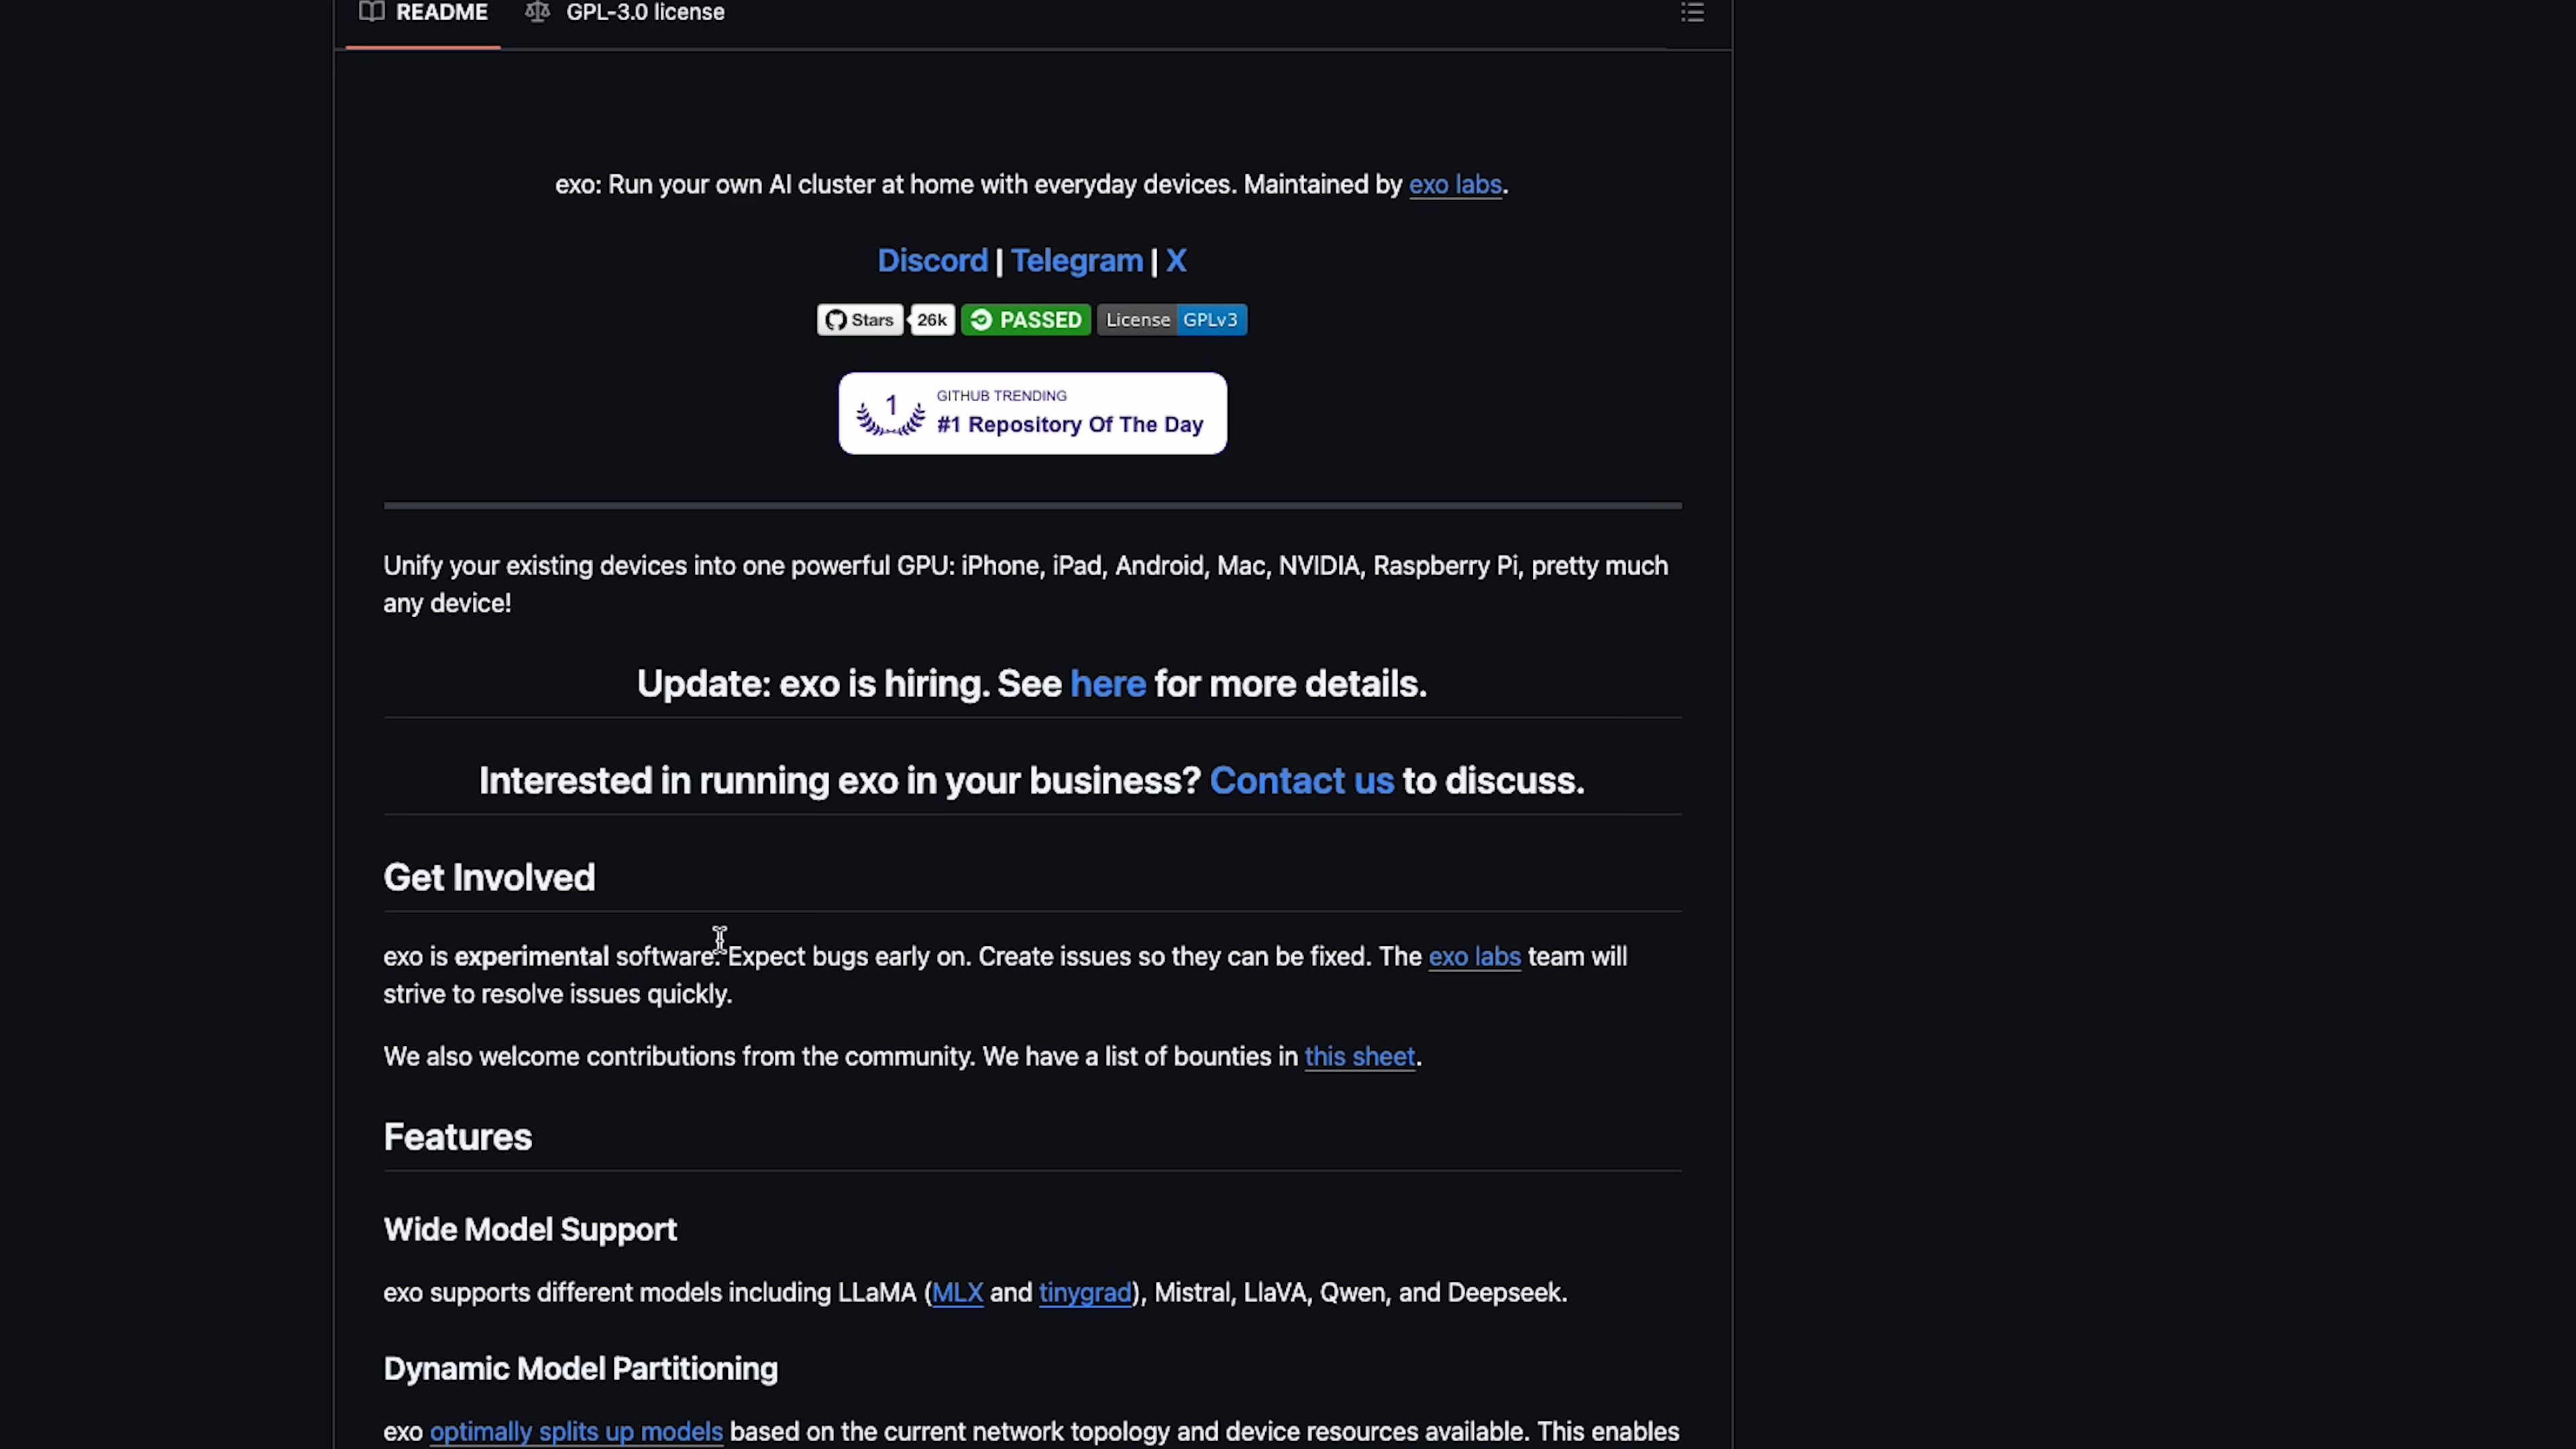 README GPL-3.0 license
exo: Run your own AI cluster at home with everyday devices. Maintained by exo labs.
Discord | Telegram | X
Stars 26k PASSED License GPLv3
1 GITHUB TRENDING
#1 Repository Of The Day
Unify your existing devices into one powerful GPU: iPhone, iPad, Android, Mac, NVIDIA, Raspberry Pi, pretty much
any device!
Update: exo is hiring. See here for more details.
Interested in running exo in your business? Contact us to discuss.
Get Involved
exo is experimental software. Expect bugs early on. Create issues so they can be fixed. The exo labs team will
strive to resolve issues quickly.
We also welcome contributions from the community. We have a list of bounties in this sheet.
Features
Wide Model Support
exo supports different models including LLaMA (MLX and tinygrad), Mistral, LlaVA, Qwen, and Deepseek.
Dynamic Model Partitioning
exo optimally splits up models based on the current network topology and device resources available. This enables